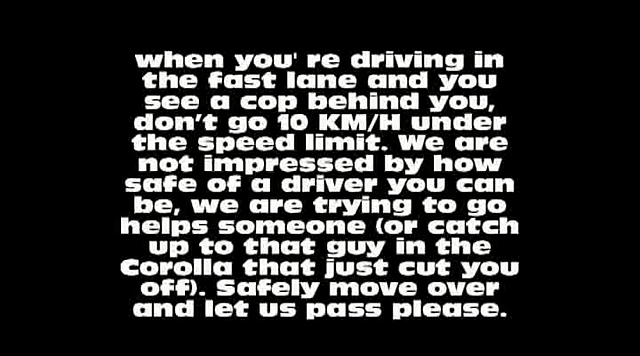 when you' re driving in
the fast lane and you
see a cop behind you,
don't go 10 KM/H under
the speed limit. We are
not impressed by how
safe of a driver you can
be, we are trying to go
helps someone (or catch
up to that guy in the
Corolla that just cut you
off). Safely move over
and let us pass please.